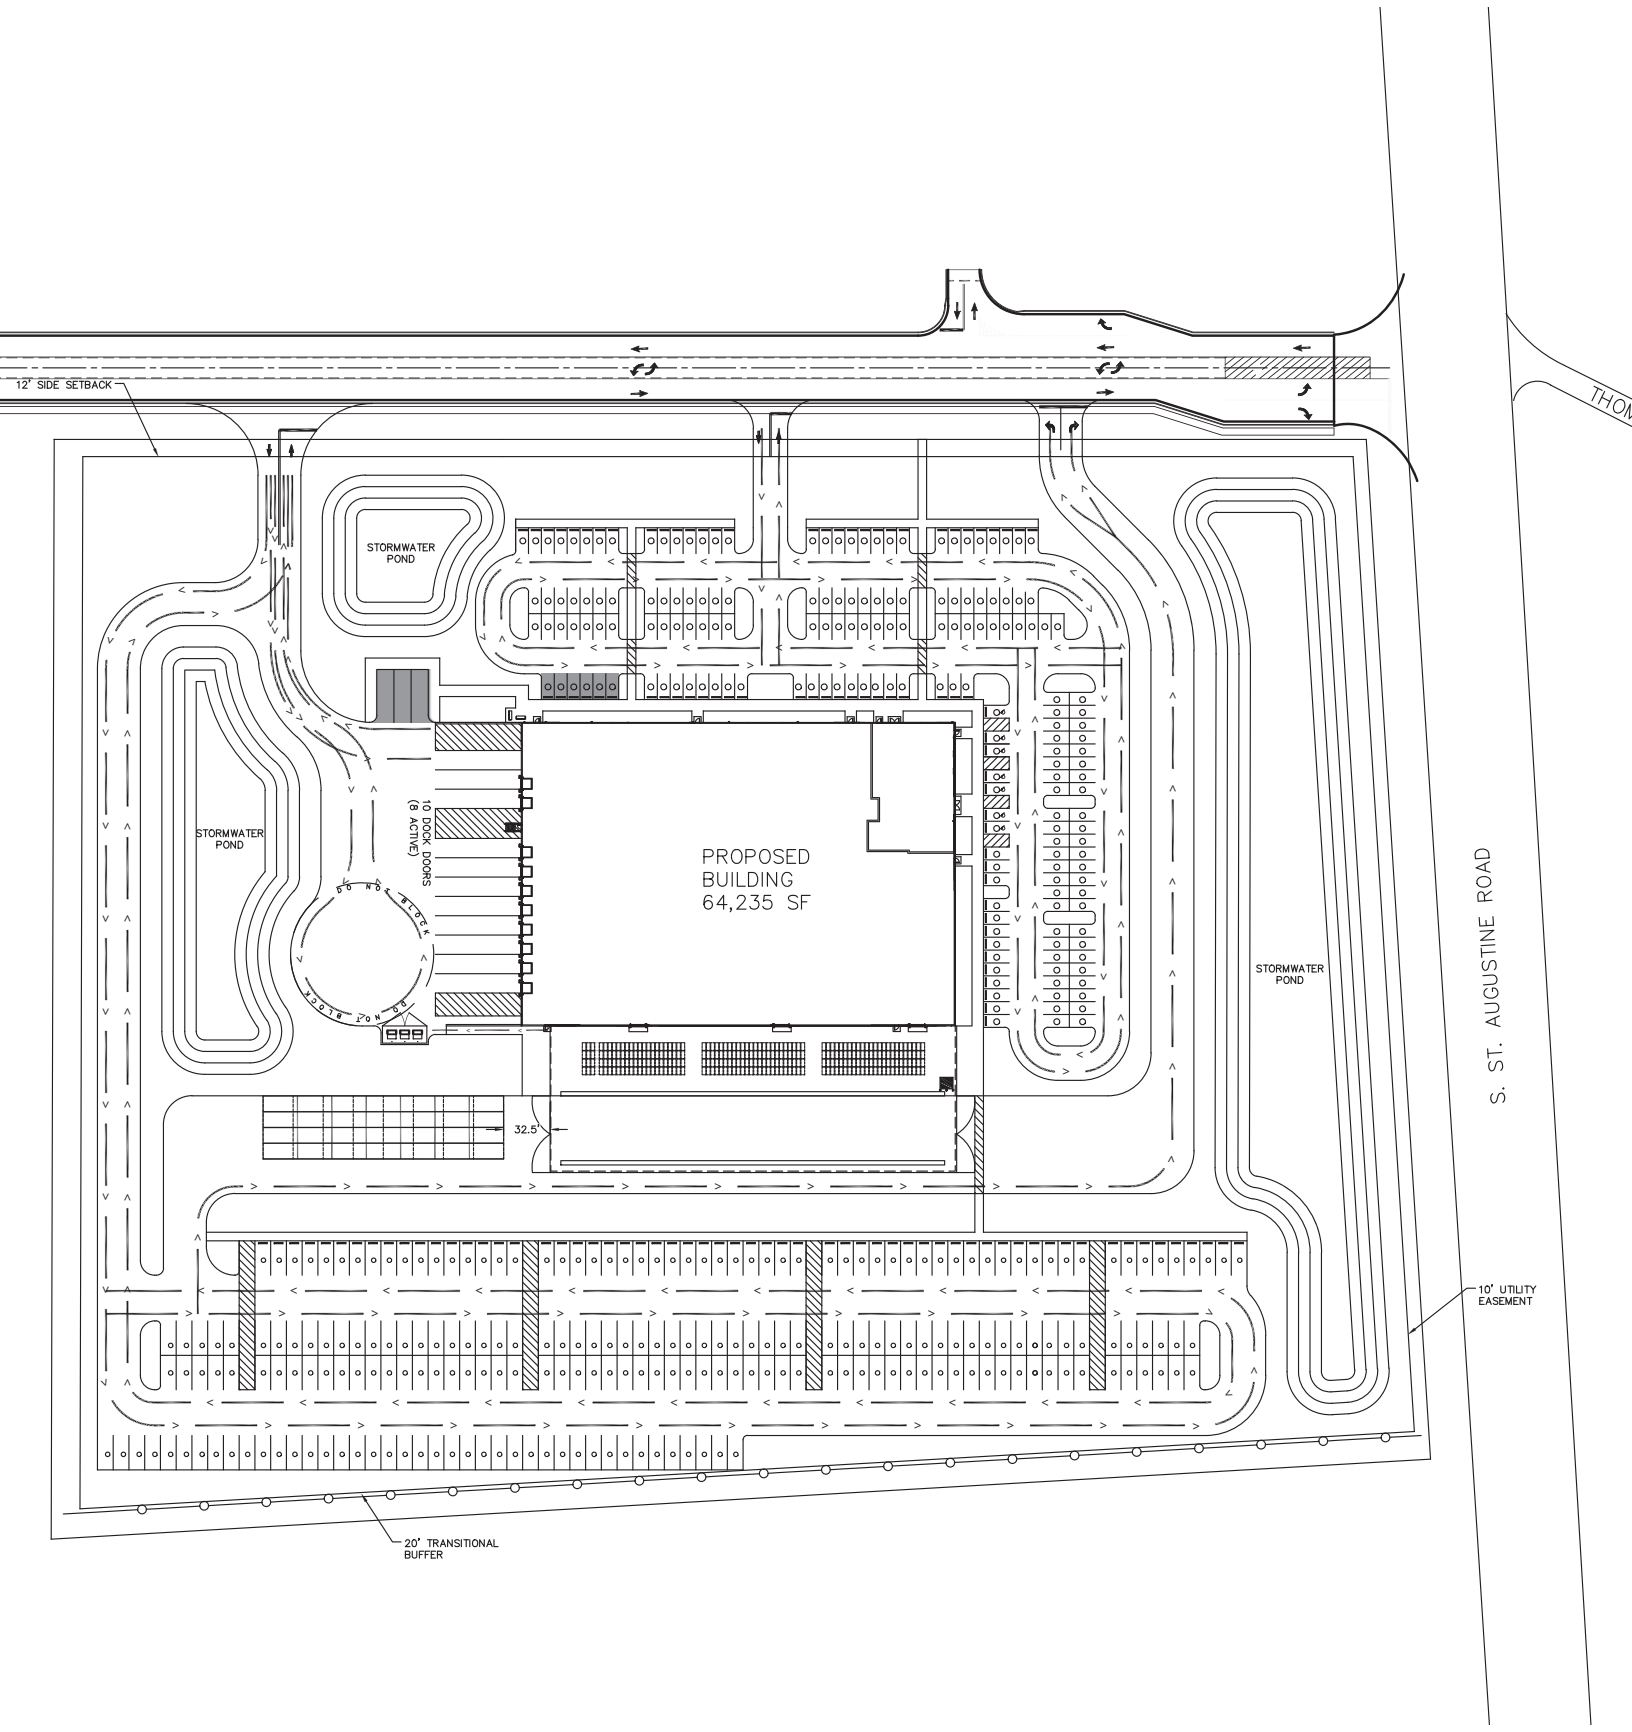 THOM
12' SIDE SETBACK
STORMWATER
POND
10 DOCK DOORS
(8 ACTIVE)
STORMWATER
POND
PROPOSED
BUILDING
64,235 SF
DO NOT BLOCK
DO NOT BLOCK
STORMWATER
POND
S. ST. AUGUSTINE ROAD
32.5'
10' UTILITY
EASEMENT
20' TRANSITIONAL
BUFFER